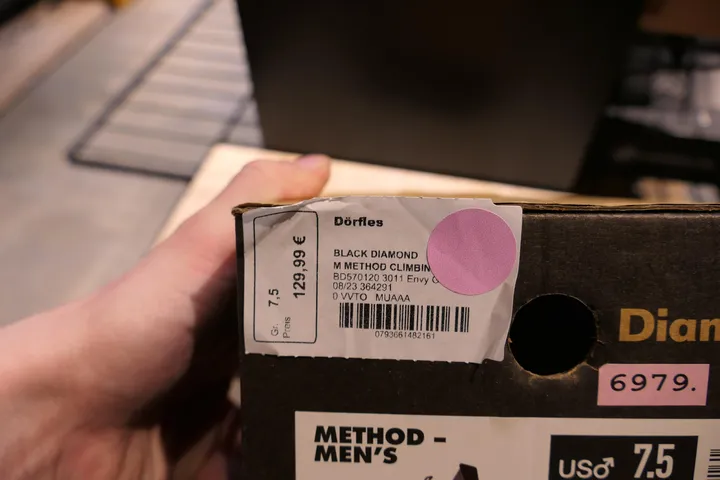 Dörfles
BLACK DIAMOND
M METHOD CLIMBIN
BD570120 3011 Envy G
08/23 364291
0 VVTO MUAAA
0793661482161
Gr. 7,5
Preis 129,99 €
Diam
6979.
METHOD –
MEN'S
US♂ 7.5